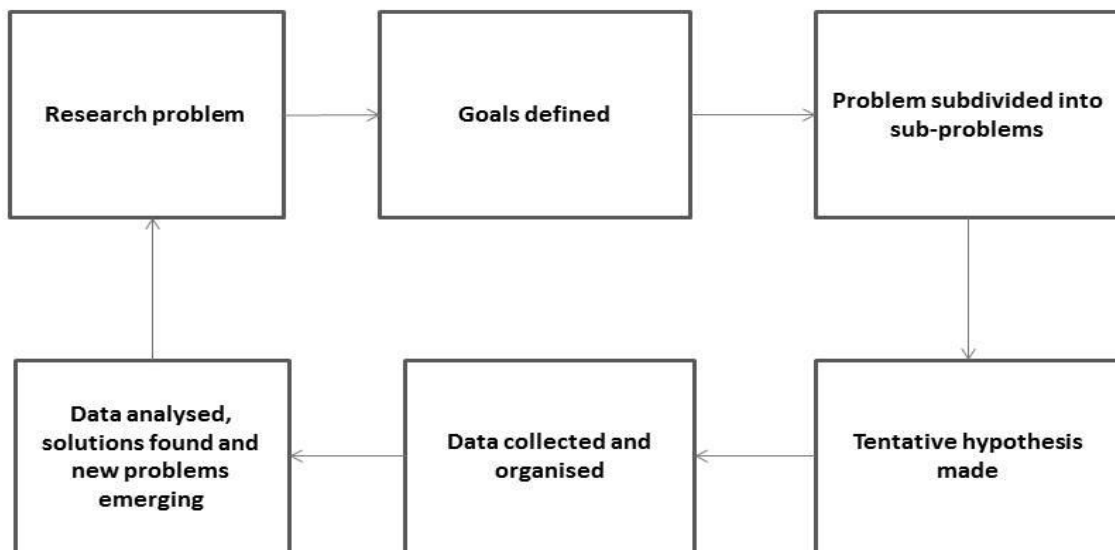 Research problem
Goals defined
Problem subdivided into
sub-problems
Tentative hypothesis
made
Data collected and
organised
Data analysed,
solutions found and
new problems
emerging